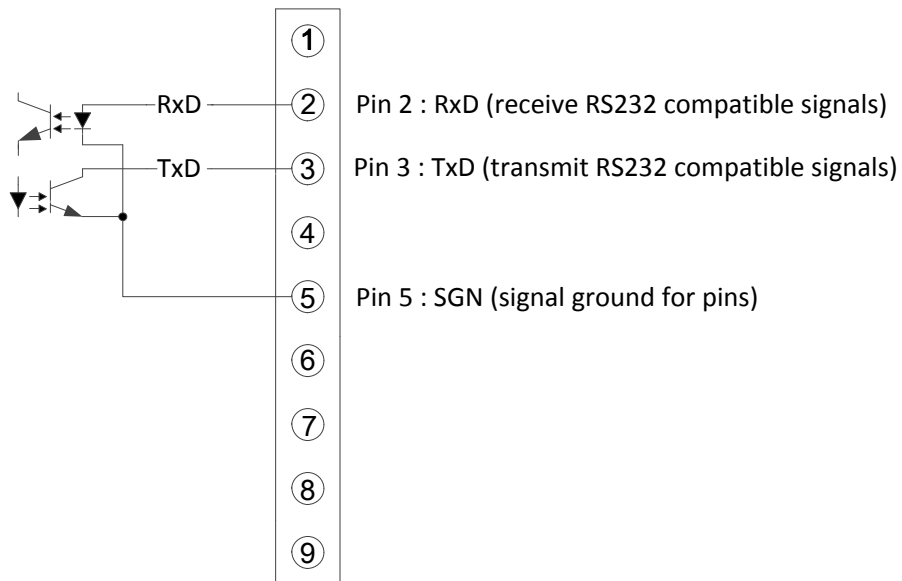 1
RxD 2 Pin 2 : RxD (receive RS232 compatible signals)
TxD 3 Pin 3 : TxD (transmit RS232 compatible signals)
4
5 Pin 5 : SGN (signal ground for pins)
6
7
8
9